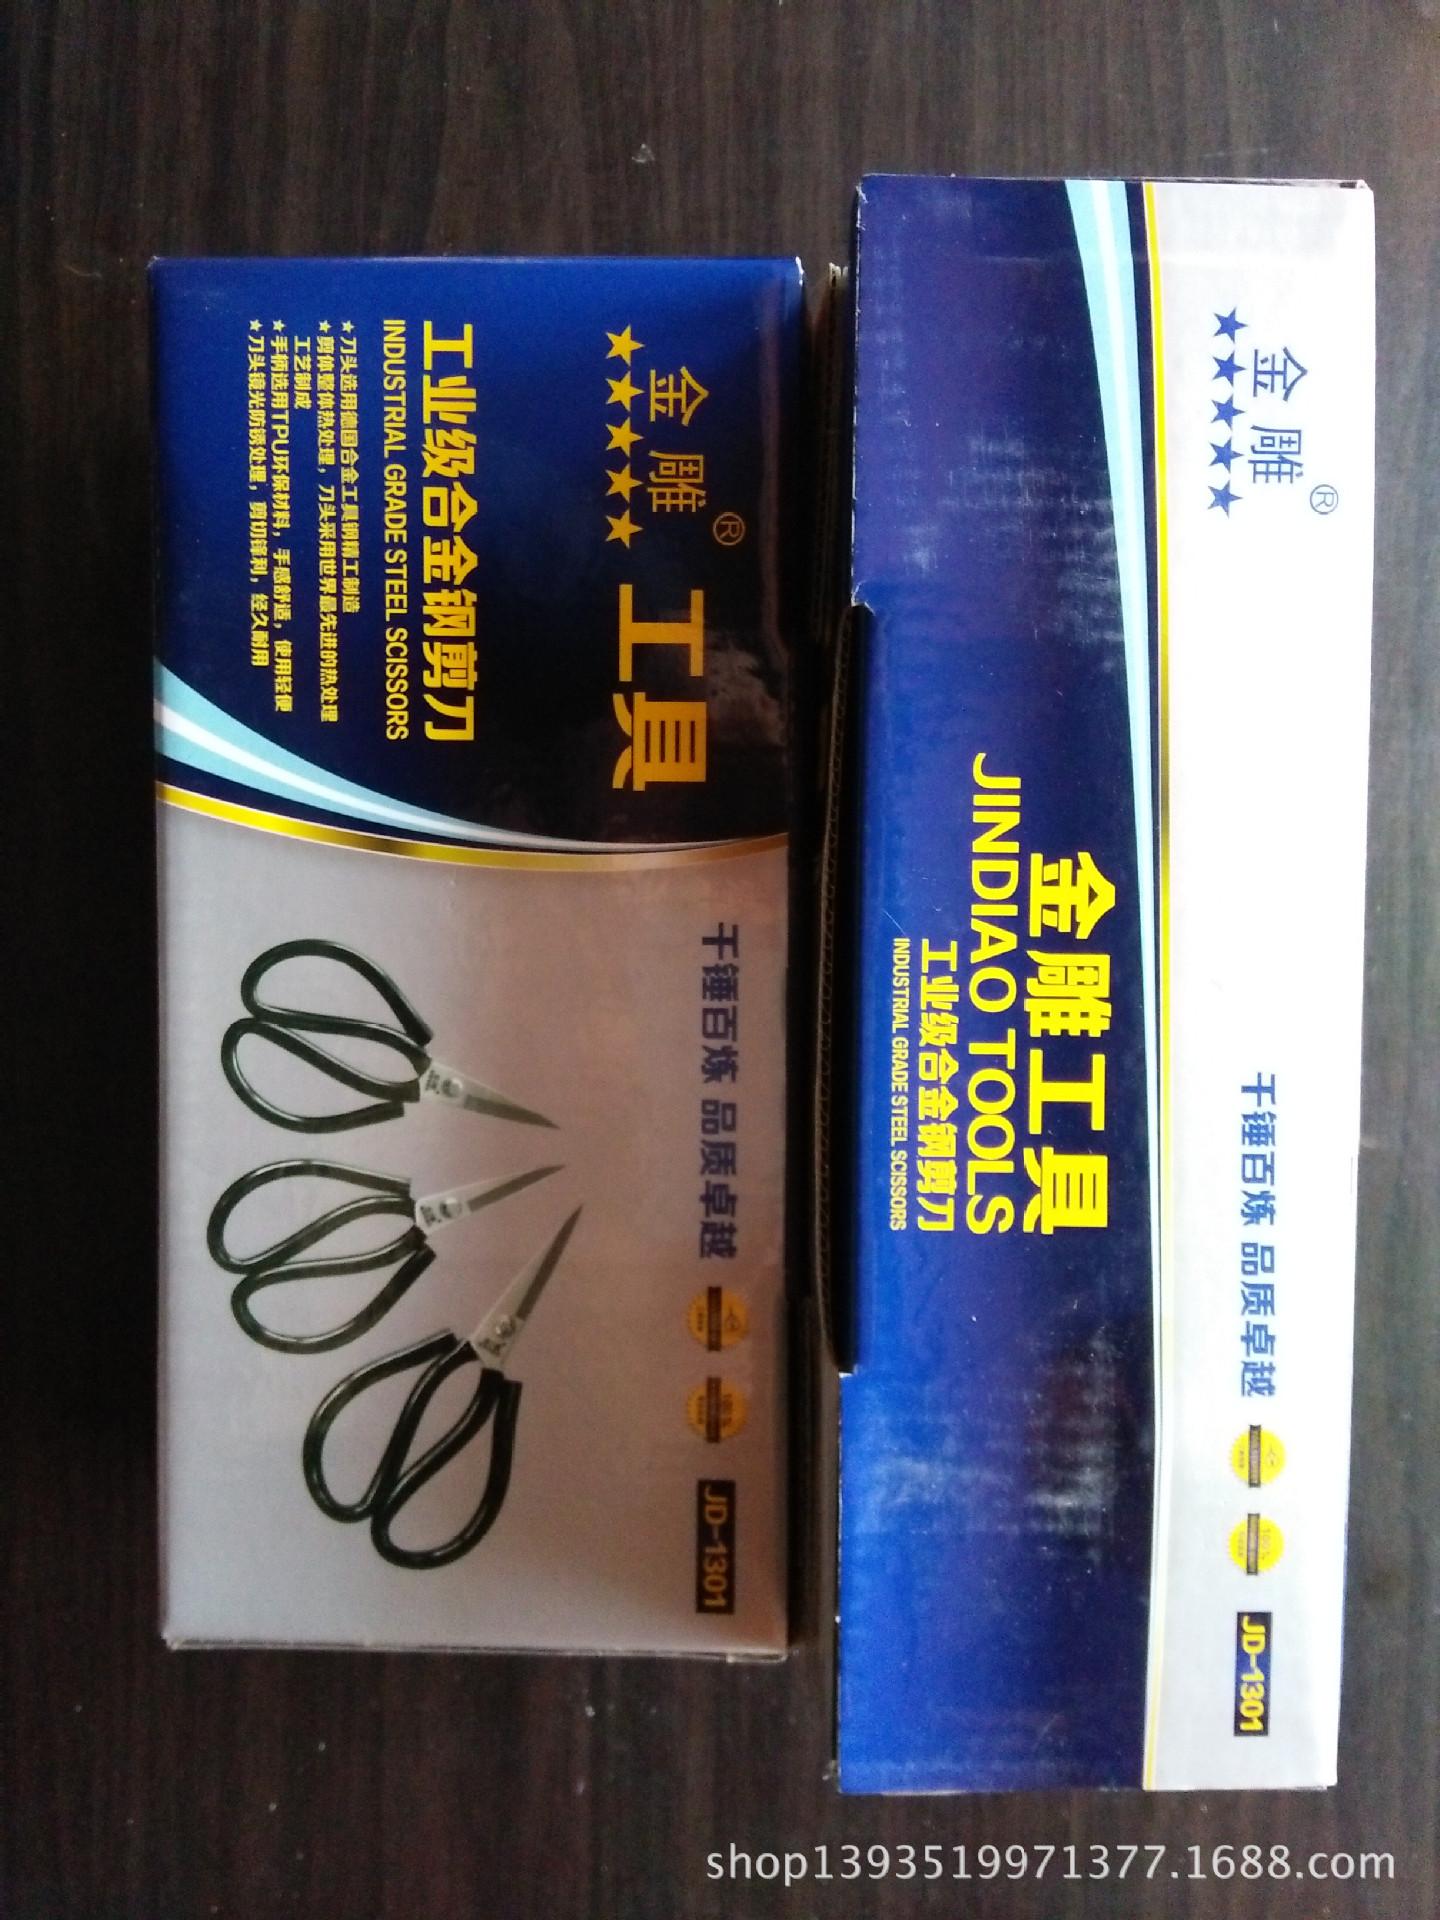 金雕®
★★★★★
工具
工业级合金钢剪刀
INDUSTRIAL GRADE STEEL SCISSORS
★刀头选用德国合金工具钢精工制造
★剪体整体热处理，刀头采用世界最先进的热处理
工艺制成
★手柄选用TPU环保材料，手感舒适，使用轻便
★刀头镜光防锈处理，剪切锋利，经久耐用
千锤百炼 品质卓越
100%
JD-1301
金雕®
★★★★★
千锤百炼 品质卓越
100%
JD-1301
金雕工具
JINDIAO TOOLS
工业级合金钢剪刀
INDUSTRIAL GRADE STEEL SCISSORS
shop1393519971377.1688.com